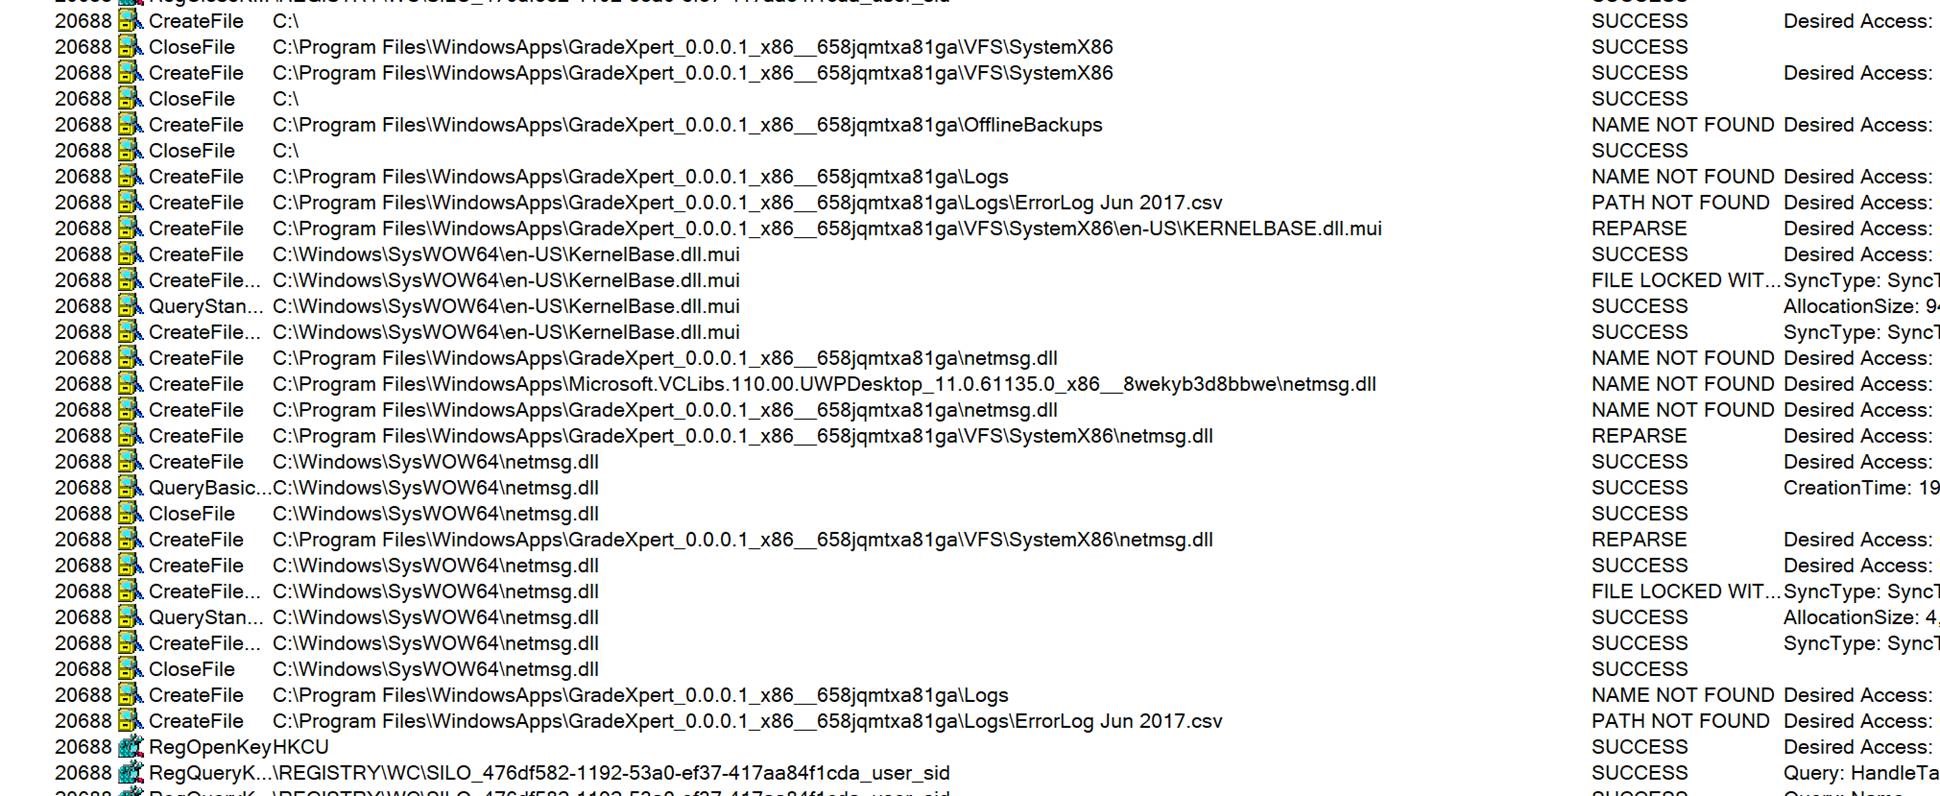 20688 CreateFile C:\ SUCCESS Desired Access:
20688 CloseFile C:\Program Files\WindowsApps\GradeXpert_0.0.0.1_x86__658jqmtxa81ga\VFS\SystemX86 SUCCESS
20688 CreateFile C:\Program Files\WindowsApps\GradeXpert_0.0.0.1_x86__658jqmtxa81ga\VFS\SystemX86 SUCCESS Desired Access:
20688 CloseFile C:\ SUCCESS
20688 CreateFile C:\Program Files\WindowsApps\GradeXpert_0.0.0.1_x86__658jqmtxa81ga\OfflineBackups NAME NOT FOUND Desired Access:
20688 CloseFile C:\ SUCCESS
20688 CreateFile C:\Program Files\WindowsApps\GradeXpert_0.0.0.1_x86__658jqmtxa81ga\Logs NAME NOT FOUND Desired Access:
20688 CreateFile C:\Program Files\WindowsApps\GradeXpert_0.0.0.1_x86__658jqmtxa81ga\Logs\ErrorLog Jun 2017.csv PATH NOT FOUND Desired Access:
20688 CreateFile C:\Program Files\WindowsApps\GradeXpert_0.0.0.1_x86__658jqmtxa81ga\VFS\SystemX86\en-US\KERNELBASE.dll.mui REPARSE Desired Access:
20688 CreateFile C:\Windows\SysWOW64\en-US\KernelBase.dll.mui SUCCESS Desired Access:
20688 CreateFile... C:\Windows\SysWOW64\en-US\KernelBase.dll.mui FILE LOCKED WIT... SyncType: SyncT
20688 QueryStan... C:\Windows\SysWOW64\en-US\KernelBase.dll.mui SUCCESS AllocationSize: 94
20688 CreateFile... C:\Windows\SysWOW64\en-US\KernelBase.dll.mui SUCCESS SyncType: SyncT
20688 CreateFile C:\Program Files\WindowsApps\GradeXpert_0.0.0.1_x86__658jqmtxa81ga\netmsg.dll NAME NOT FOUND Desired Access:
20688 CreateFile C:\Program Files\WindowsApps\Microsoft.VCLibs.110.00.UWPDesktop_11.0.61135.0_x86__8wekyb3d8bbwe\netmsg.dll NAME NOT FOUND Desired Access:
20688 CreateFile C:\Program Files\WindowsApps\GradeXpert_0.0.0.1_x86__658jqmtxa81ga\netmsg.dll NAME NOT FOUND Desired Access:
20688 CreateFile C:\Program Files\WindowsApps\GradeXpert_0.0.0.1_x86__658jqmtxa81ga\VFS\SystemX86\netmsg.dll REPARSE Desired Access:
20688 CreateFile C:\Windows\SysWOW64\netmsg.dll SUCCESS Desired Access:
20688 QueryBasic... C:\Windows\SysWOW64\netmsg.dll SUCCESS CreationTime: 19
20688 CloseFile C:\Windows\SysWOW64\netmsg.dll SUCCESS
20688 CreateFile C:\Program Files\WindowsApps\GradeXpert_0.0.0.1_x86__658jqmtxa81ga\VFS\SystemX86\netmsg.dll REPARSE Desired Access:
20688 CreateFile C:\Windows\SysWOW64\netmsg.dll SUCCESS Desired Access:
20688 CreateFile... C:\Windows\SysWOW64\netmsg.dll FILE LOCKED WIT... SyncType: SyncT
20688 QueryStan... C:\Windows\SysWOW64\netmsg.dll SUCCESS AllocationSize: 4,
20688 CreateFile... C:\Windows\SysWOW64\netmsg.dll SUCCESS SyncType: SyncT
20688 CloseFile C:\Windows\SysWOW64\netmsg.dll SUCCESS
20688 CreateFile C:\Program Files\WindowsApps\GradeXpert_0.0.0.1_x86__658jqmtxa81ga\Logs NAME NOT FOUND Desired Access:
20688 CreateFile C:\Program Files\WindowsApps\GradeXpert_0.0.0.1_x86__658jqmtxa81ga\Logs\ErrorLog Jun 2017.csv PATH NOT FOUND Desired Access:
20688 RegOpenKey HKCU SUCCESS Desired Access:
20688 RegQueryK... \REGISTRY\WC\SILO_476df582-1192-53a0-ef37-417aa84f1cda_user_sid SUCCESS Query: HandleTa